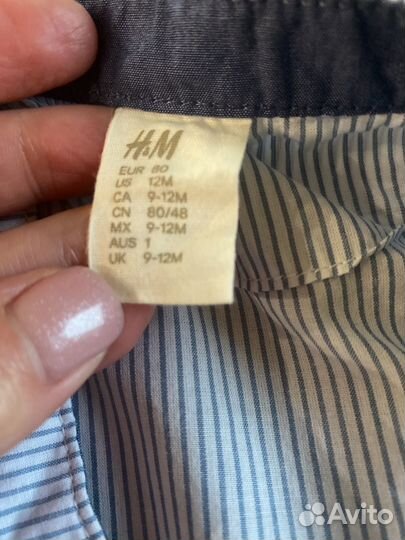 H&M
EUR 80
US 12M
CA 9-12M
CN 80/48
MX 9-12M
AUS 1
UK 9-12M
Avito